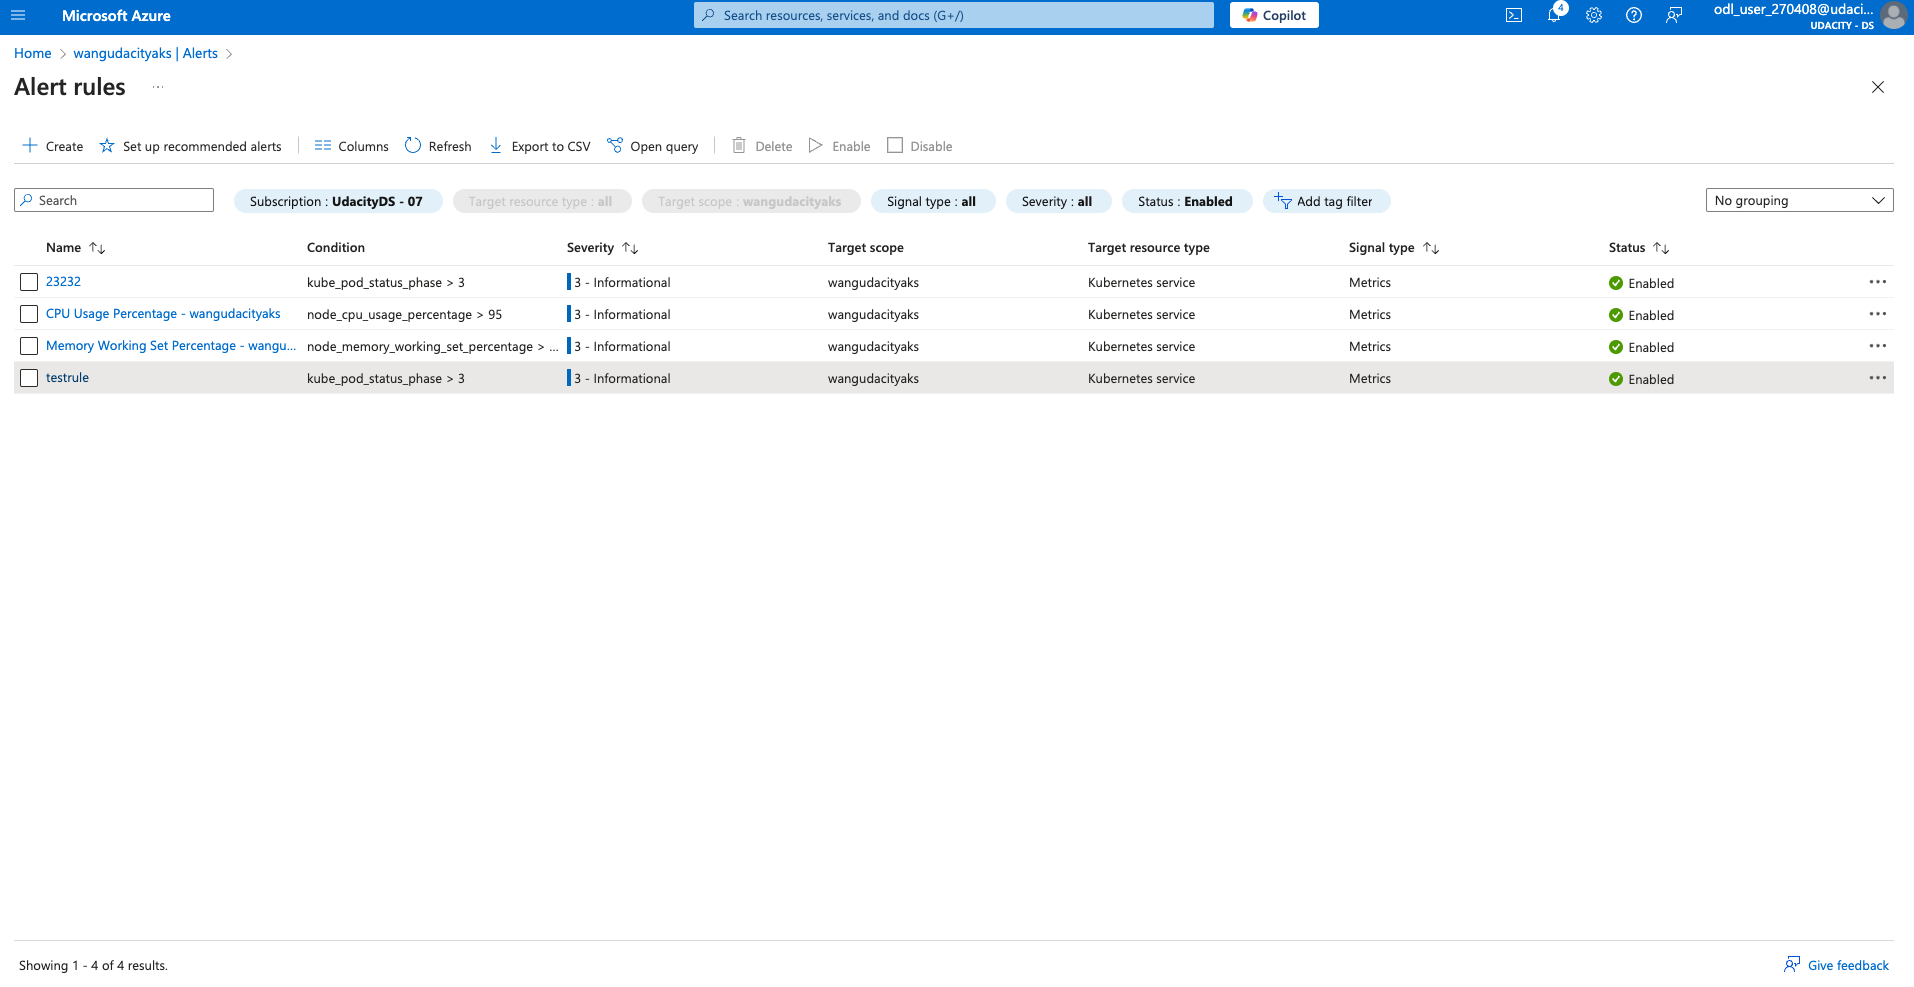 Microsoft Azure
Search resources, services, and docs (G+/)
Copilot
4
odl_user_270408@udaci...
UDACITY - DS
Home > wangudacityaks | Alerts >
Alert rules ...
Create Set up recommended alerts Columns Refresh Export to CSV Open query Delete Enable Disable
Search Subscription : UdacityDS - 07 Target resource type : all Target scope : wangudacityaks Signal type : all Severity : all Status : Enabled Add tag filter No grouping
Name Condition Severity Target scope Target resource type Signal type Status
23232 kube_pod_status_phase > 3 3 - Informational wangudacityaks Kubernetes service Metrics Enabled
CPU Usage Percentage - wangudacityaks node_cpu_usage_percentage > 95 3 - Informational wangudacityaks Kubernetes service Metrics Enabled
Memory Working Set Percentage - wangu... node_memory_working_set_percentage > ... 3 - Informational wangudacityaks Kubernetes service Metrics Enabled
testrule kube_pod_status_phase > 3 3 - Informational wangudacityaks Kubernetes service Metrics Enabled
Showing 1 - 4 of 4 results. Give feedback